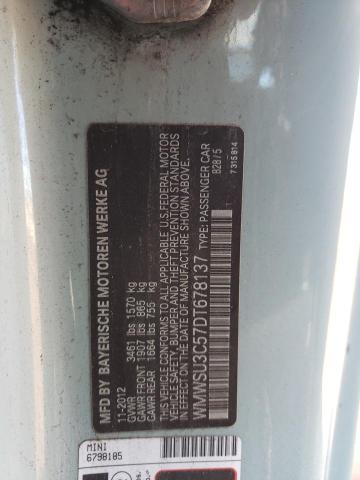 MFD BY BAYERISCHE MOTOREN WERKE AG
11-2012
GVWR 3461 lbs 1570 kg
GAWR FRONT 1907 lbs 865 kg
GAWR REAR 1664 lbs 755 kg
THIS VEHICLE CONFORMS TO ALL APPLICABLE U.S.FEDERAL MOTOR
VEHICLE SAFETY, BUMPER AND THEFT PREVENTION STANDARDS
IN EFFECT ON THE DATE OF MANUFACTURE SHOWN ABOVE.
WMWSU3C57DT678137 TYPE: PASSENGER CAR
828/5
7315814
MINI
6798185